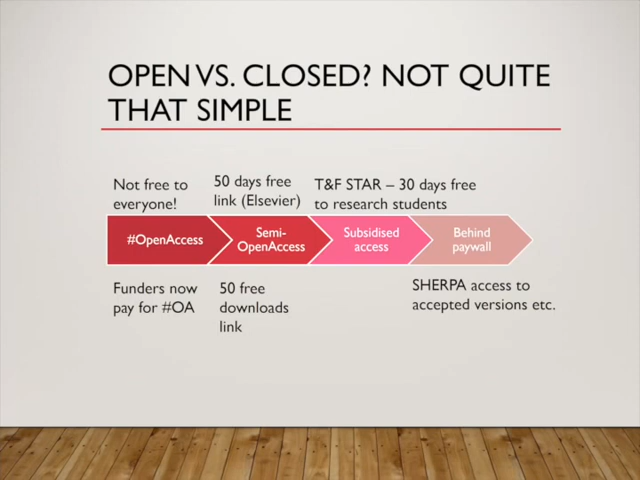 OPEN VS. CLOSED? NOT QUITE
THAT SIMPLE
Not free to
everyone!
50 days free
link (Elsevier)
T&F STAR – 30 days free
to research students
#OpenAccess
Semi-
OpenAccess
Subsidised
access
Behind
paywall
Funders now
pay for #OA
50 free
downloads
link
SHERPA access to
accepted versions etc.